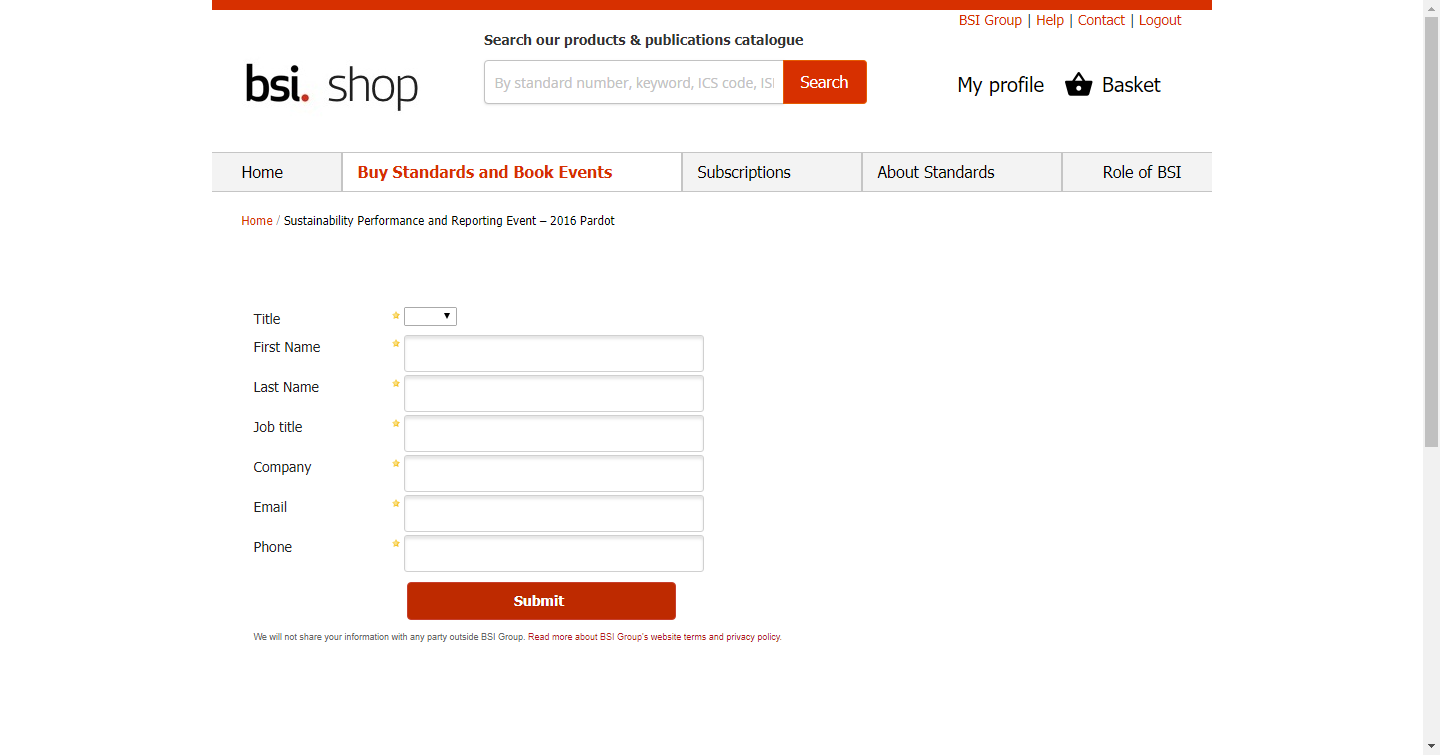 BSI Group | Help | Contact | Logout
Search our products & publications catalogue
bsi. shop
By standard number, keyword, ICS code, ISI
Search
My profile
Basket
Home
Buy Standards and Book Events
Subscriptions
About Standards
Role of BSI
Home / Sustainability Performance and Reporting Event – 2016 Pardot
Title
First Name
Last Name
Job title
Company
Email
Phone
Submit
We will not share your information with any party outside BSI Group. Read more about BSI Group's website terms and privacy policy.